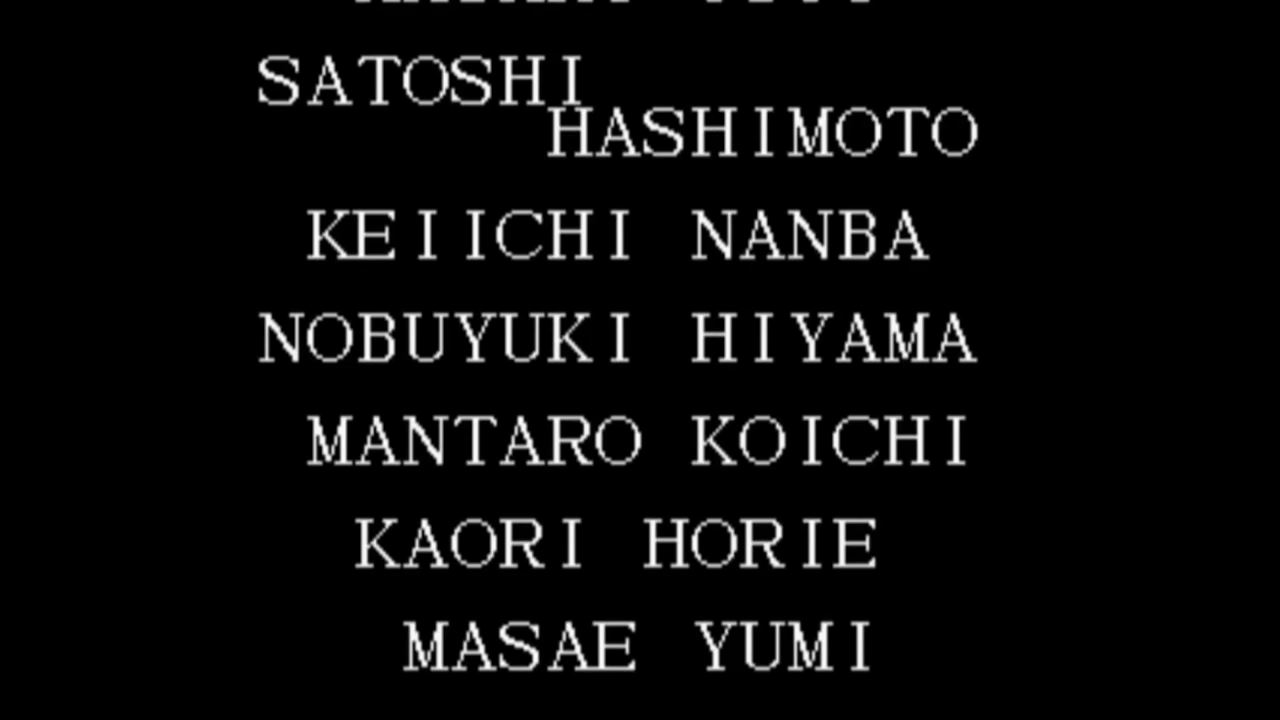 SATOSHI
HASHIMOTO
KEIICHI NANBA
NOBUYUKI HIYAMA
MANTARO KOICHI
KAORI HORIE
MASAE YUMI